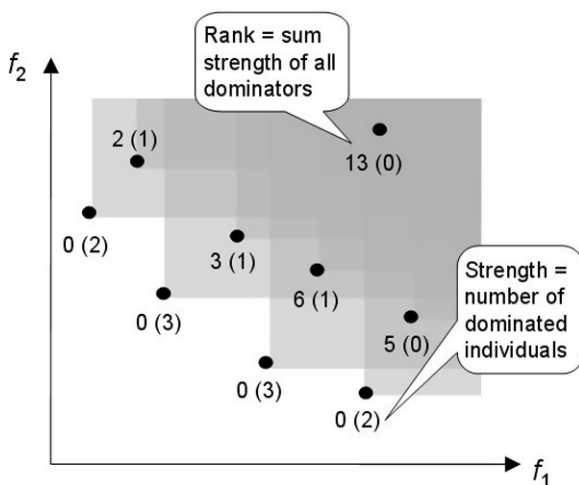 Rank = sum
strength of all
dominators
f2
2 (1)
13 (0)
0 (2)
3 (1)
Strength =
number of
dominated
individuals
6 (1)
0 (3)
5 (0)
0 (3)
0 (2)
f1